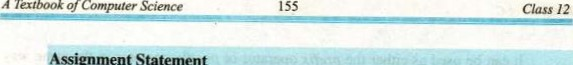 A Textbook of Computer Science 155 Class 12
Assignment Statement